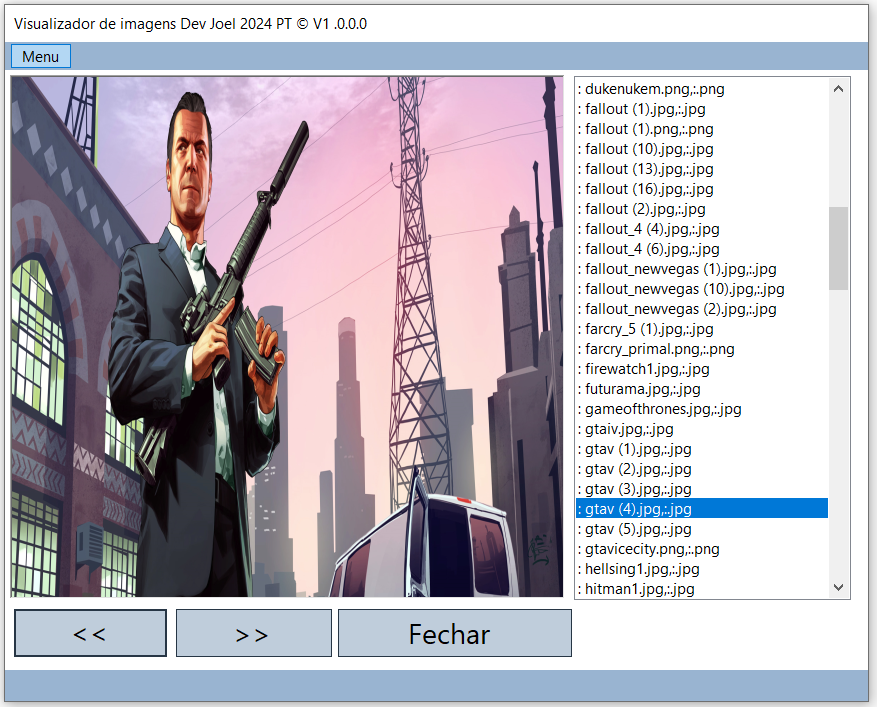 Visualizador de imagens Dev Joel 2024 PT © V1 .0.0.0
Menu
: dukenukem.png,:.png
: fallout (1).jpg,:.jpg
: fallout (1).png,:.png
: fallout (10).jpg,:.jpg
: fallout (13).jpg,:.jpg
: fallout (16).jpg,:.jpg
: fallout (2).jpg,:.jpg
: fallout_4 (4).jpg,:.jpg
: fallout_4 (6).jpg,:.jpg
: fallout_newvegas (1).jpg,:.jpg
: fallout_newvegas (10).jpg,:.jpg
: fallout_newvegas (2).jpg,:.jpg
: farcry_5 (1).jpg,:.jpg
: farcry_primal.png,:.png
: firewatch1.jpg,:.jpg
: futurama.jpg,:.jpg
: gameofthrones.jpg,:.jpg
: gtaiv.jpg,:.jpg
: gtav (1).jpg,:.jpg
: gtav (2).jpg,:.jpg
: gtav (3).jpg,:.jpg
: gtav (4).jpg,:.jpg
: gtav (5).jpg,:.jpg
: gtavicecity.png,:.png
: hellsing1.jpg,:.jpg
: hitman1.jpg,:.jpg
<<
>>
Fechar